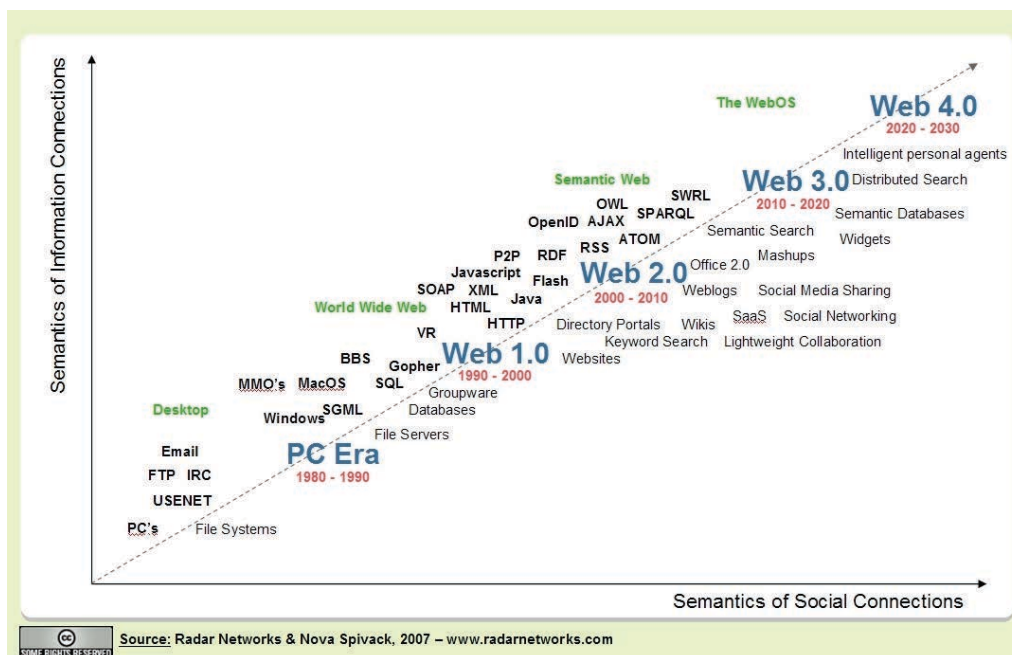 Semantics of Information Connections
The WebOS
Web 4.0
2020 - 2030
Intelligent personal agents
Semantic Web
Web 3.0
Distributed Search
2010 - 2020
SWRL
OWL
SPARQL
Semantic Databases
OpenID AJAX
Semantic Search
ATOM
Widgets
RSS
P2P RDF
Mashups
Office 2.0
Javascript
Web 2.0
Flash
SOAP XML
Weblogs
Social Media Sharing
2000 - 2010
Java
World Wide Web
HTML
SaaS
Social Networking
HTTP
Directory Portals
Wikis
VR
Keyword Search
Lightweight Collaboration
Web 1.0
Websites
BBS
Gopher
1990 - 2000
MMO's
MacOS
SQL
Groupware
Desktop
SGML
Databases
Windows
File Servers
Email
PC Era
FTP IRC
1980 - 1990
USENET
PC's
File Systems
Semantics of Social Connections
cc
SOME RIGHTS RESERVED
Source: Radar Networks & Nova Spivack, 2007 – www.radarnetworks.com